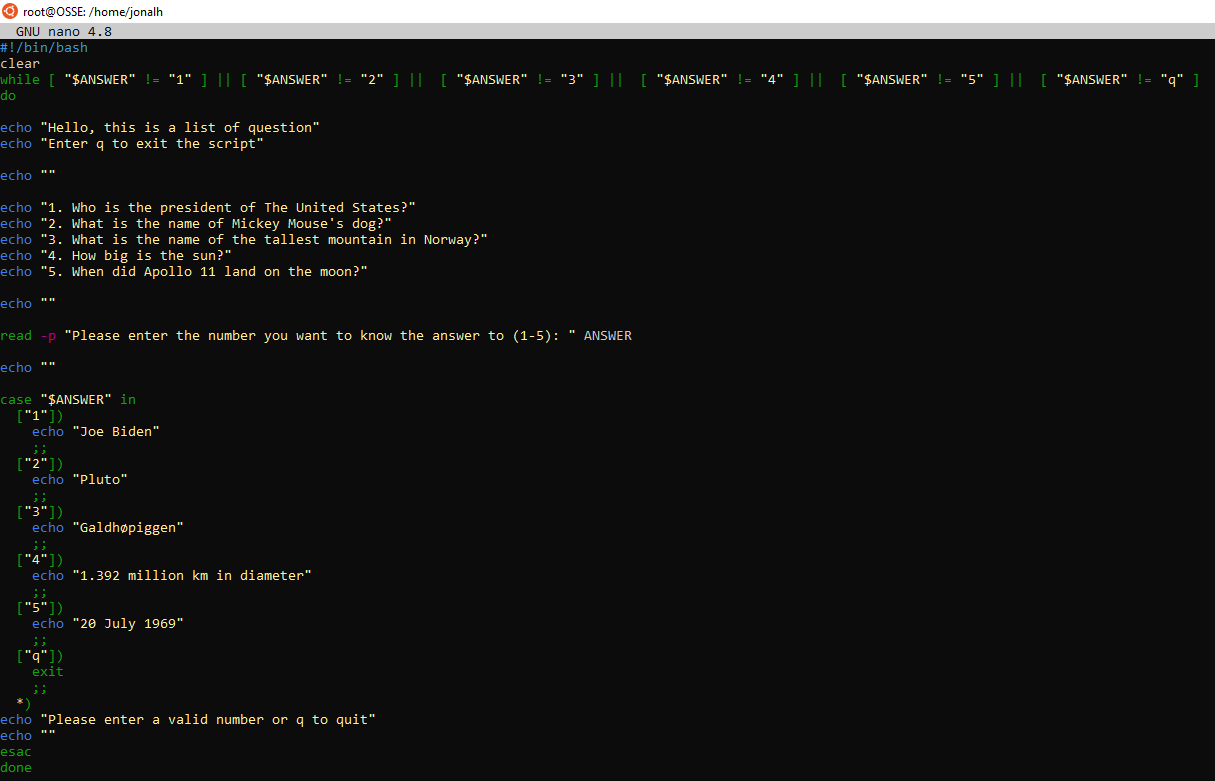 root@OSSE: /home/jonalh
GNU nano 4.8
#!/bin/bash
clear
while [ "$ANSWER" != "1" ] || [ "$ANSWER" != "2" ] ||  [ "$ANSWER" != "3" ] ||  [ "$ANSWER" != "4" ] ||  [ "$ANSWER" != "5" ] ||  [ "$ANSWER" != "q" ]
do
echo "Hello, this is a list of question"
echo "Enter q to exit the script"
echo ""
echo "1. Who is the president of The United States?"
echo "2. What is the name of Mickey Mouse's dog?"
echo "3. What is the name of the tallest mountain in Norway?"
echo "4. How big is the sun?"
echo "5. When did Apollo 11 land on the moon?"
echo ""
read -p "Please enter the number you want to know the answer to (1-5): " ANSWER
echo ""
case "$ANSWER" in
  ["1"])
    echo "Joe Biden"
    ;;
  ["2"])
    echo "Pluto"
    ;;
  ["3"])
    echo "Galdhøpiggen"
    ;;
  ["4"])
    echo "1.392 million km in diameter"
    ;;
  ["5"])
    echo "20 July 1969"
    ;;
  ["q"])
    exit
    ;;
  *)
echo "Please enter a valid number or q to quit"
echo ""
esac
done